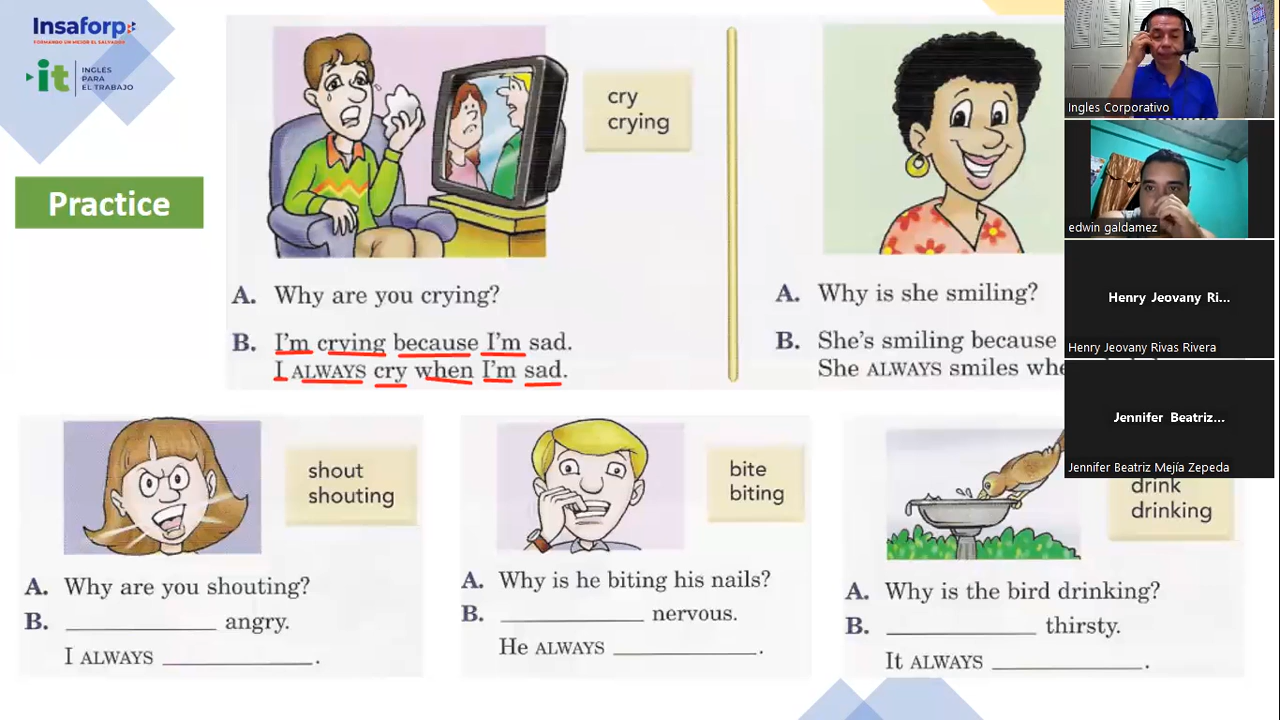 Insaforp
FORMANDO UN MEJOR EL SALVADOR
it
INGLES
PARA
EL TRABAJO
Practice
cry
crying
A. Why are you crying?
B. I'm crying because I'm sad.
I ALWAYS cry when I'm sad.
A. Why is she smiling?
B. She's smiling because
She ALWAYS smiles whe
Ingles Corporativo
edwin galdamez
Henry Jeovany Ri...
Henry Jeovany Rivas Rivera
Jennifer Beatriz...
Jennifer Beatriz Mejía Zepeda
shout
shouting
A. Why are you shouting?
B. ____________ angry.
I ALWAYS ____________.
bite
biting
A. Why is he biting his nails?
B. ____________ nervous.
He ALWAYS ____________.
drink
drinking
A. Why is the bird drinking?
B. ____________ thirsty.
It ALWAYS ____________.